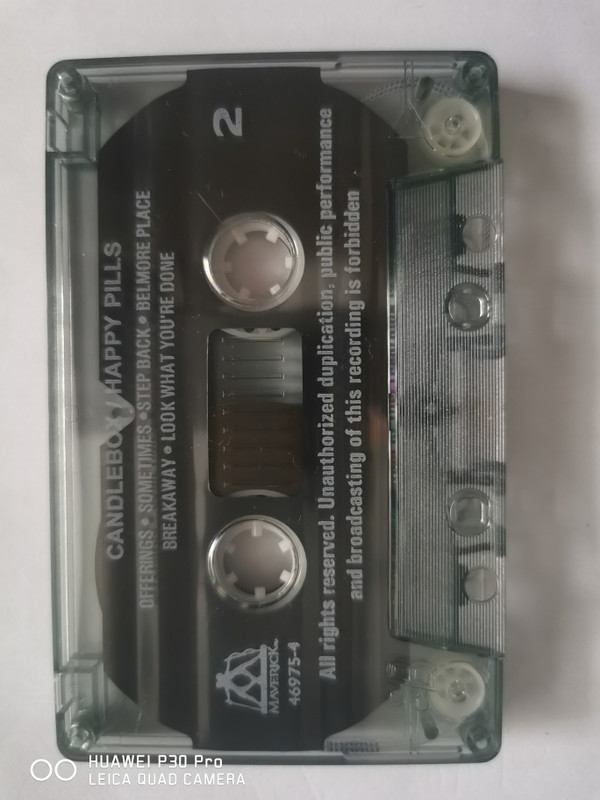 CANDLEBOX / HAPPY PILLS
OFFERINGS • SOMETIMES • STEP BACK • BELMORE PLACE
BREAKAWAY • LOOK WHAT YOU'RE DONE
2
MAVERICK
46975-4
All rights reserved. Unauthorized duplication, public performance
and broadcasting of this recording is forbidden
HUAWEI P30 Pro
LEICA QUAD CAMERA